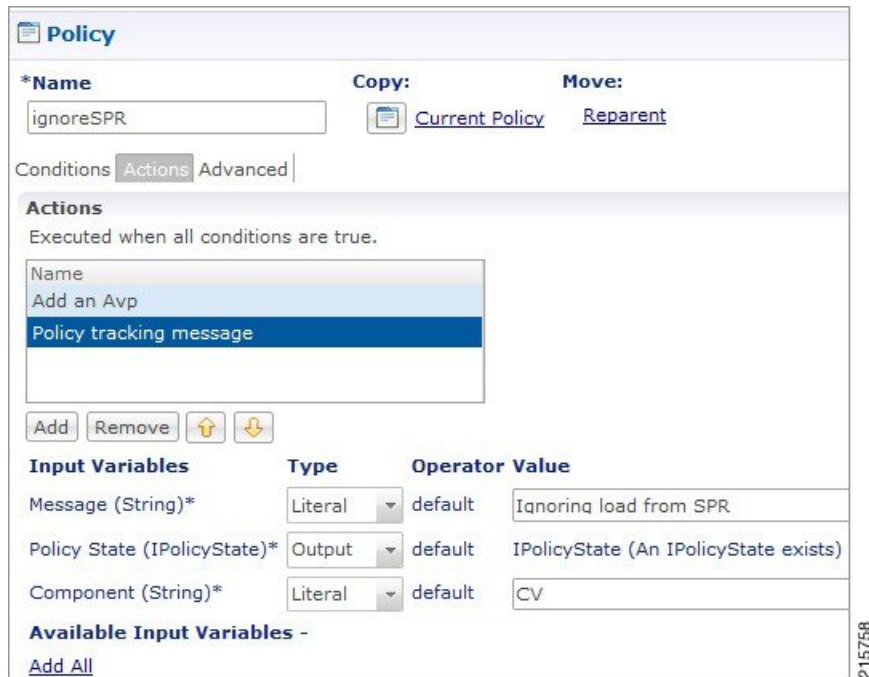 Policy
*Name Copy: Move:
ignoreSPR Current Policy Reparent
Conditions Actions Advanced
Actions
Executed when all conditions are true.
Name
Add an Avp
Policy tracking message
Add Remove
Input Variables Type Operator Value
Message (String)* Literal default Ignoring load from SPR
Policy State (IPolicyState)* Output default IPolicyState (An IPolicyState exists)
Component (String)* Literal default CV
Available Input Variables -
Add All
215758